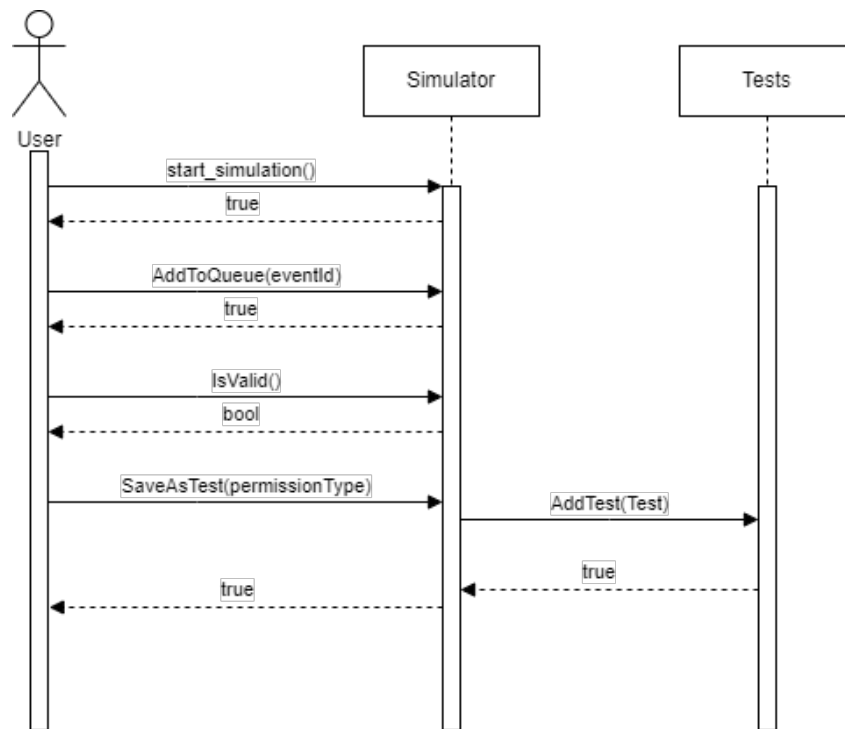 Simulator
Tests
User
start_simulation()
true
AddToQueue(eventId)
true
IsValid()
bool
SaveAsTest(permissionType)
AddTest(Test)
true
true